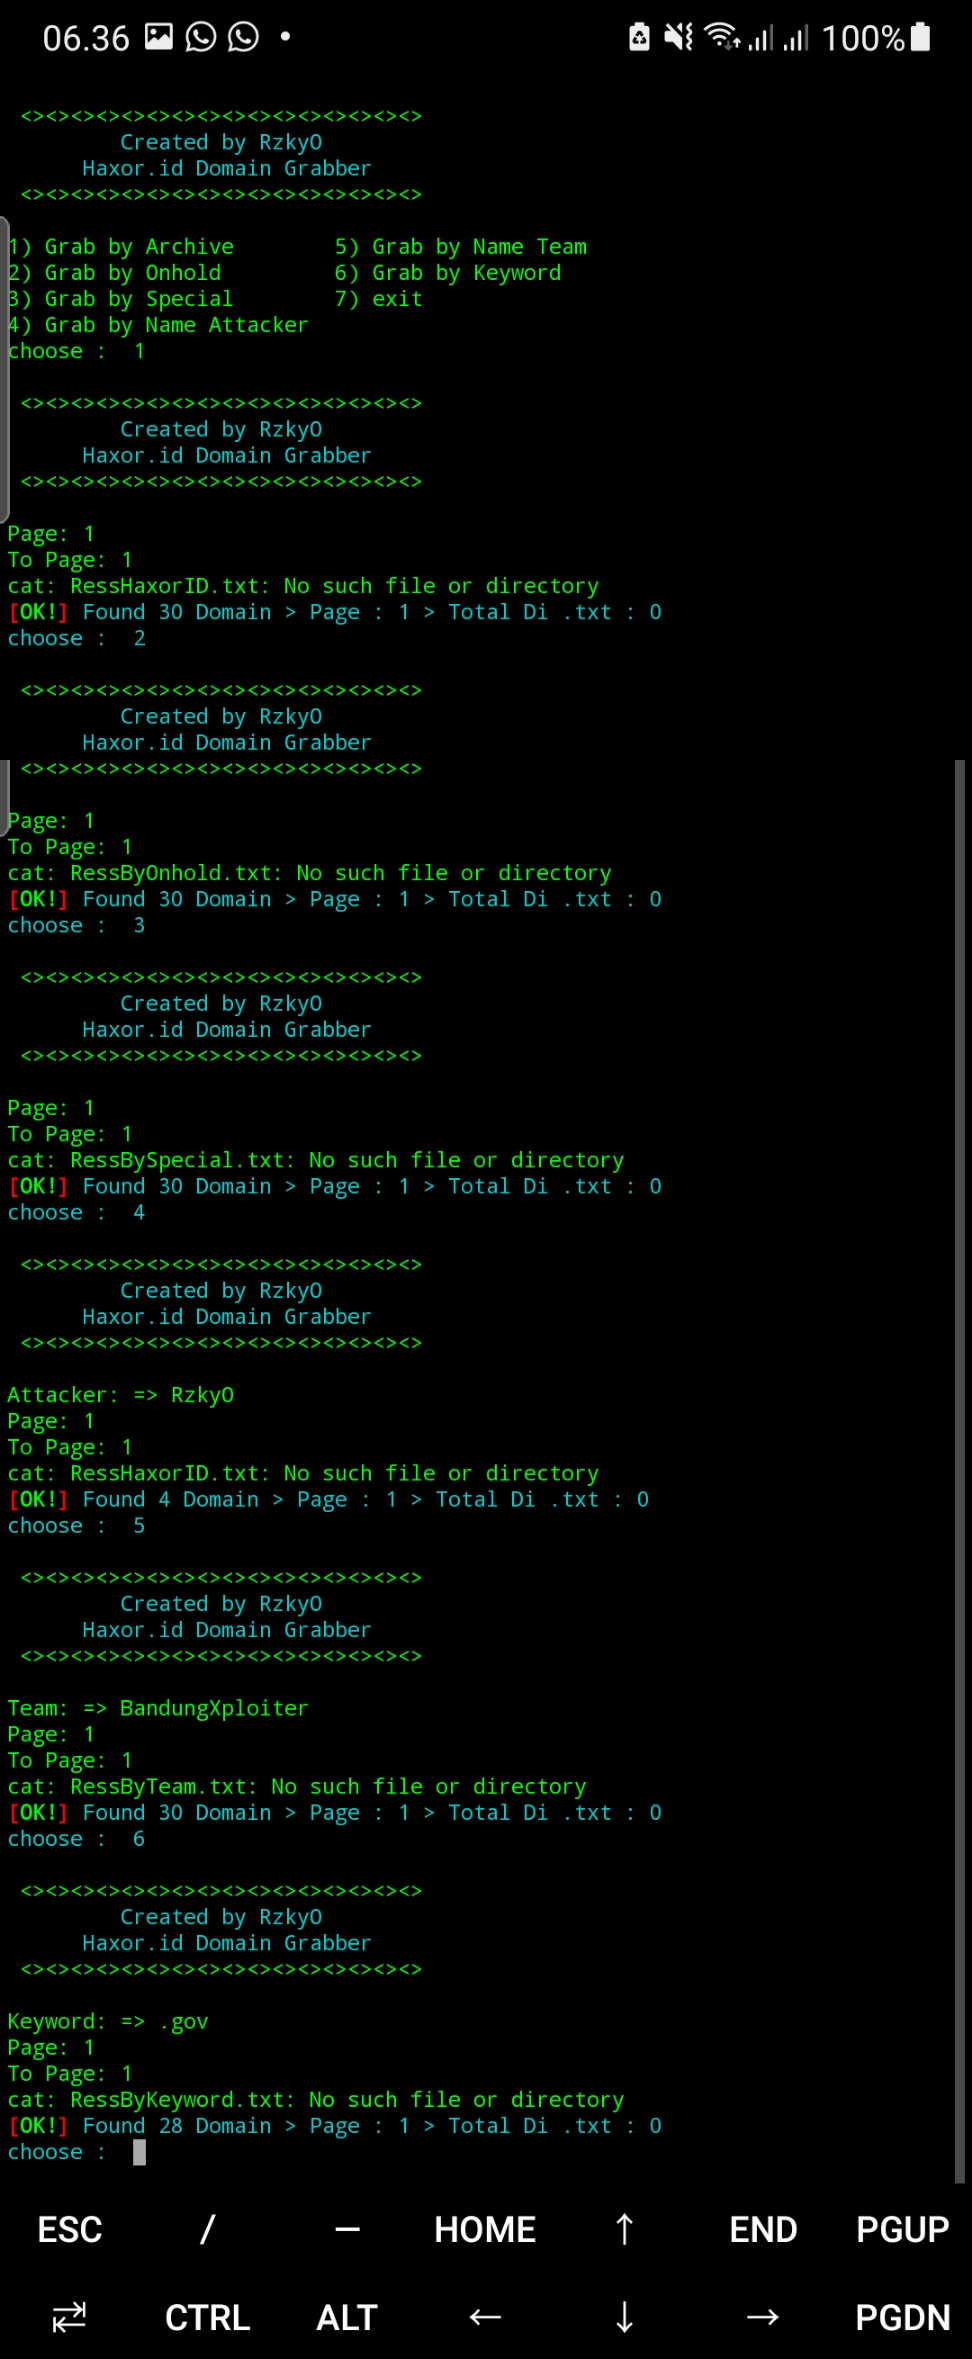 06.36 100%
<><><><><><><><><><><><><><><><>
Created by RzkyO
Haxor.id Domain Grabber
<><><><><><><><><><><><><><><><>
1) Grab by Archive 5) Grab by Name Team
2) Grab by Onhold 6) Grab by Keyword
3) Grab by Special 7) exit
4) Grab by Name Attacker
choose : 1
<><><><><><><><><><><><><><><><>
Created by RzkyO
Haxor.id Domain Grabber
<><><><><><><><><><><><><><><><>
Page: 1
To Page: 1
cat: RessHaxorID.txt: No such file or directory
[OK!] Found 30 Domain > Page : 1 > Total Di .txt : 0
choose : 2
<><><><><><><><><><><><><><><><>
Created by RzkyO
Haxor.id Domain Grabber
<><><><><><><><><><><><><><><><>
Page: 1
To Page: 1
cat: RessByOnhold.txt: No such file or directory
[OK!] Found 30 Domain > Page : 1 > Total Di .txt : 0
choose : 3
<><><><><><><><><><><><><><><><>
Created by RzkyO
Haxor.id Domain Grabber
<><><><><><><><><><><><><><><><>
Page: 1
To Page: 1
cat: RessBySpecial.txt: No such file or directory
[OK!] Found 30 Domain > Page : 1 > Total Di .txt : 0
choose : 4
<><><><><><><><><><><><><><><><>
Created by RzkyO
Haxor.id Domain Grabber
<><><><><><><><><><><><><><><><>
Attacker: => RzkyO
Page: 1
To Page: 1
cat: RessHaxorID.txt: No such file or directory
[OK!] Found 4 Domain > Page : 1 > Total Di .txt : 0
choose : 5
<><><><><><><><><><><><><><><><>
Created by RzkyO
Haxor.id Domain Grabber
<><><><><><><><><><><><><><><><>
Team: => BandungXploiter
Page: 1
To Page: 1
cat: RessByTeam.txt: No such file or directory
[OK!] Found 30 Domain > Page : 1 > Total Di .txt : 0
choose : 6
<><><><><><><><><><><><><><><><>
Created by RzkyO
Haxor.id Domain Grabber
<><><><><><><><><><><><><><><><>
Keyword: => .gov
Page: 1
To Page: 1
cat: RessByKeyword.txt: No such file or directory
[OK!] Found 28 Domain > Page : 1 > Total Di .txt : 0
choose :
ESC / — HOME ↑ END PGUP
CTRL ALT ← ↓ → PGDN